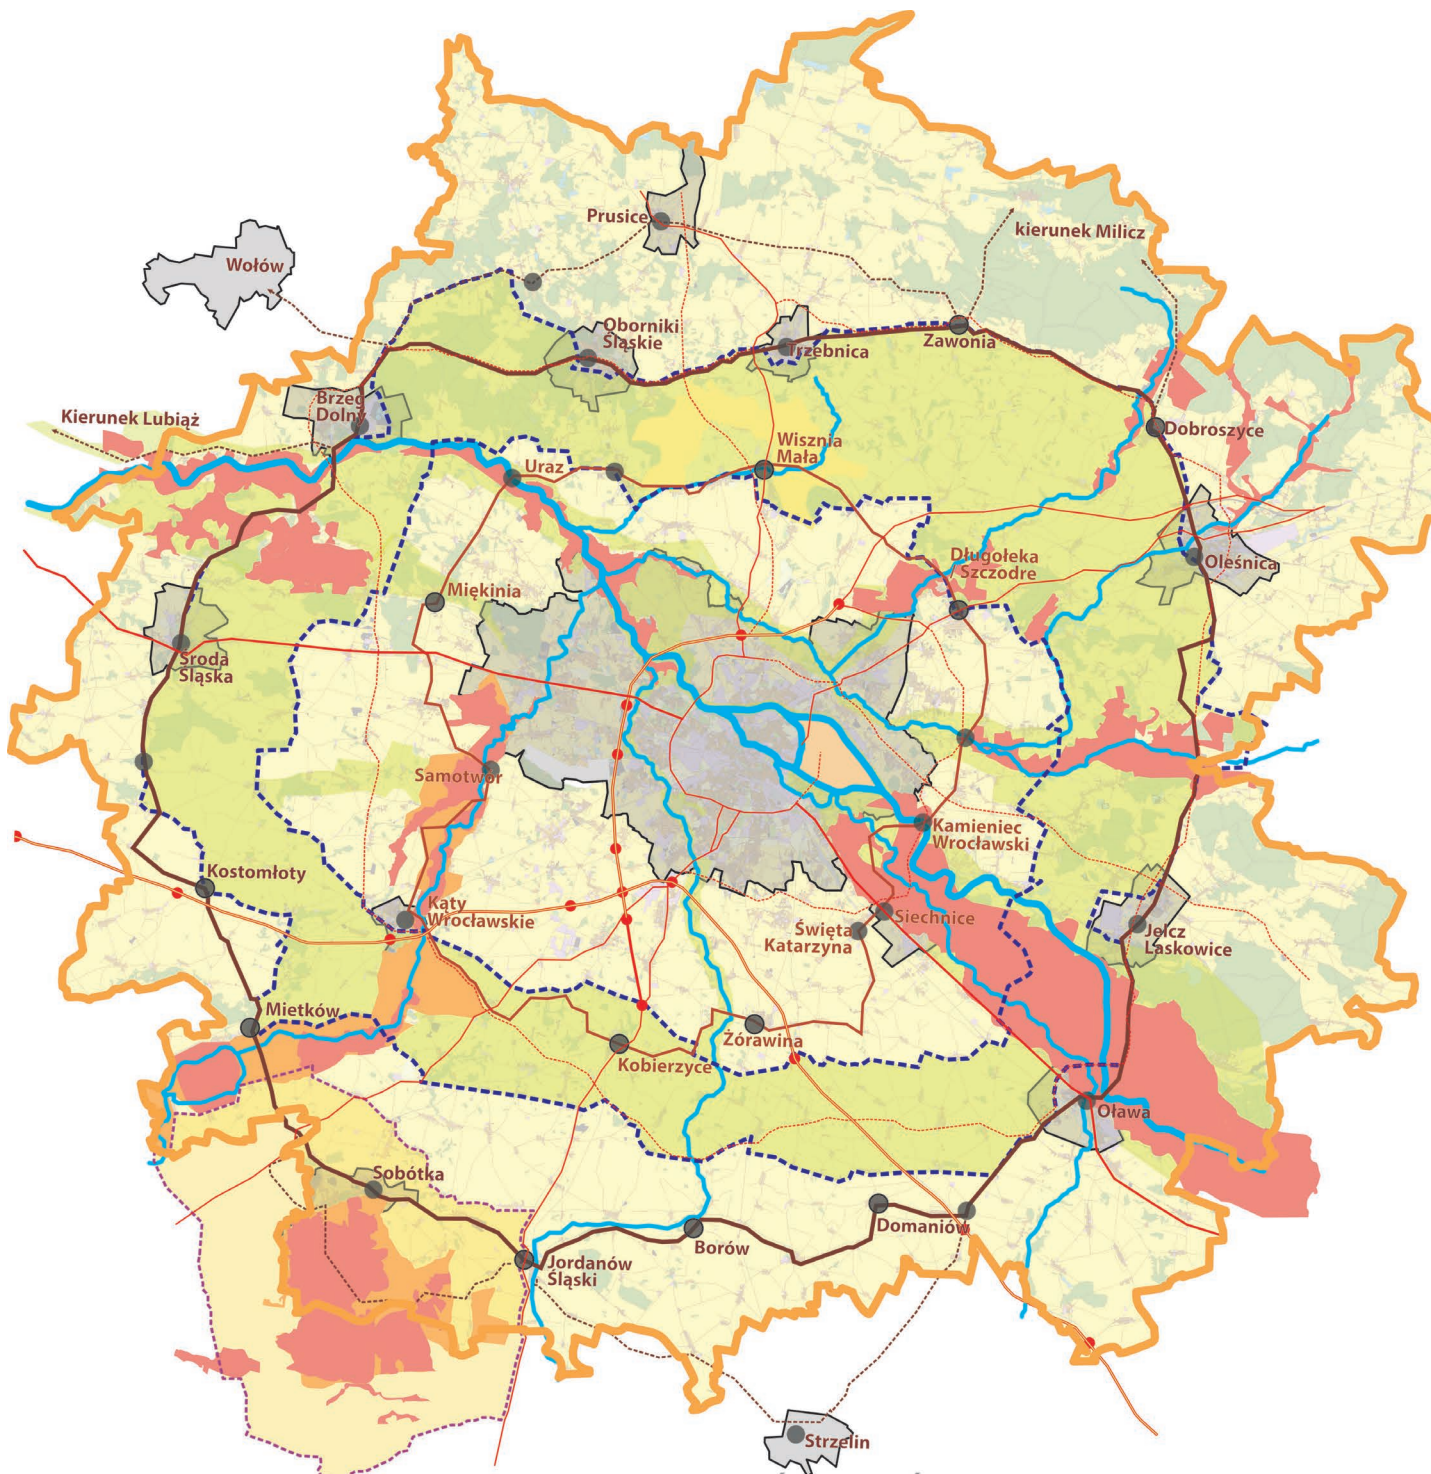 Prusice
kierunek Milicz
Wołów
Oborniki
Śląskie
Trzebnica
Zawonia
Brzeg
Dolny
Kierunek Lubiąż
Dobroszyce
Wisznia
Mała
Uraz
Długołeka
Szczodre
Oleśnica
Miękinia
Środa
Śląska
Samotwór
Kamieniec
Wrocławski
Kostomłoty
Kąty
Wrocławskie
Siechnice
Święta
Katarzyna
Jelcz
Laskowice
Mietków
Żórawina
Kobierzyce
Oława
Sobótka
Domaniów
Borów
Jordanów
Śląski
Strzelin